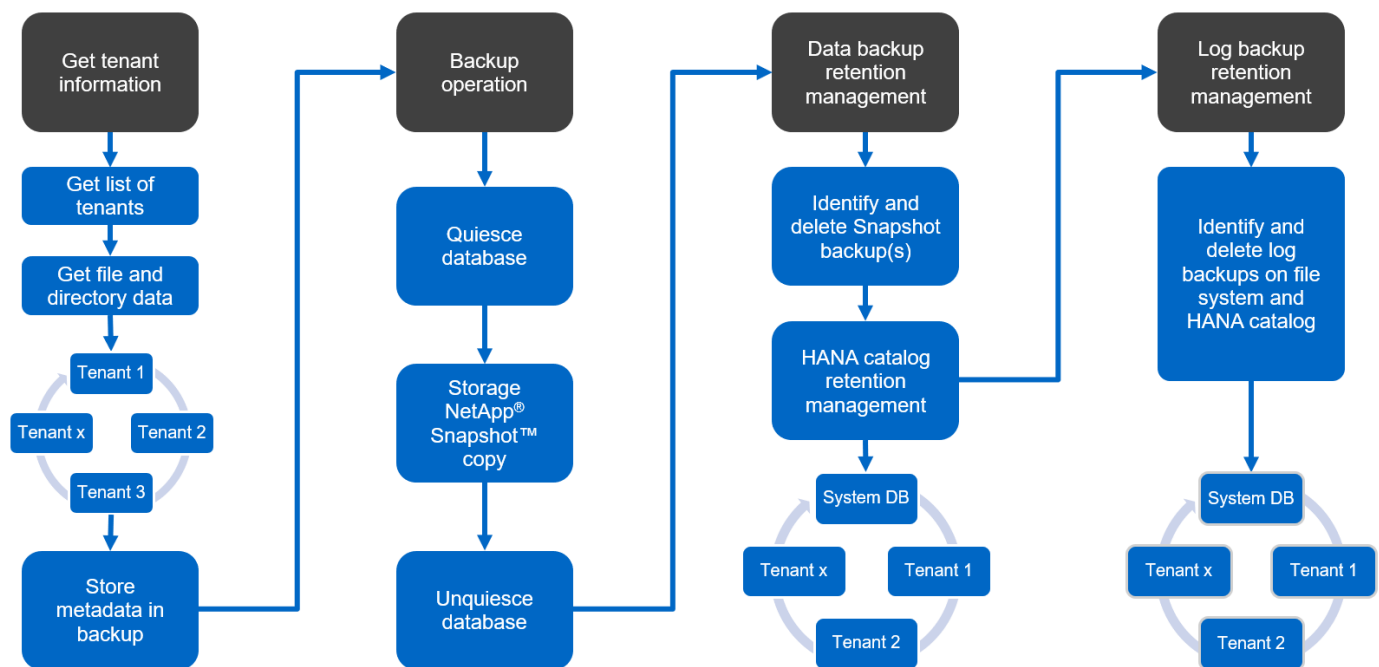 Get tenant
information
Get list of
tenants
Get file and
directory data
Tenant 1
Tenant x
Tenant 2
Tenant 3
Store
metadata in
backup
Backup
operation
Quiesce
database
Storage
NetApp®
Snapshot™
copy
Unquiesce
database
Data backup
retention
management
Identify and
delete Snapshot
backup(s)
HANA catalog
retention
management
System DB
Tenant x
Tenant 1
Tenant 2
Log backup
retention
management
Identify and
delete log
backups on file
system and
HANA catalog
System DB
Tenant x
Tenant 1
Tenant 2